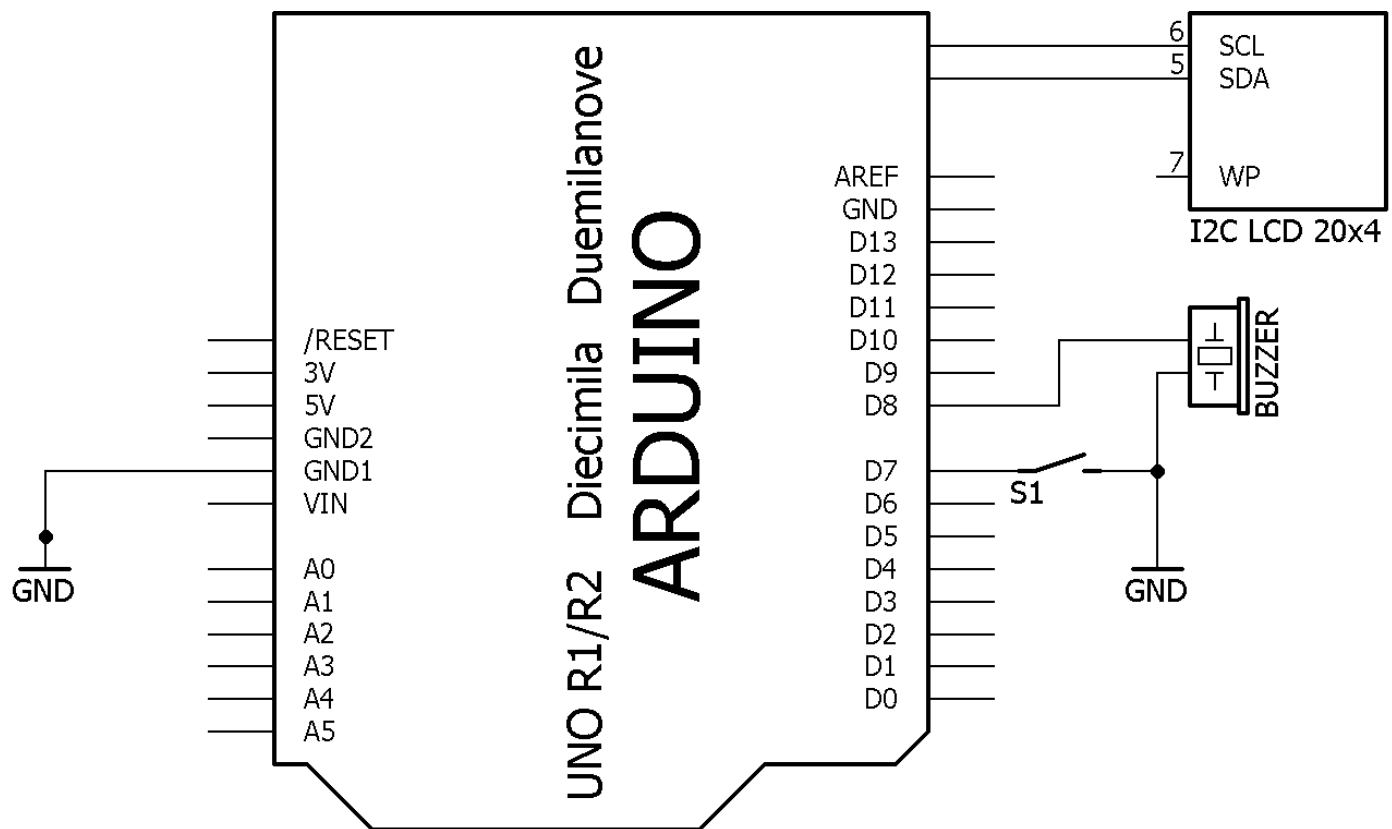 6
SCL
5
SDA
7
WP
I2C LCD 20x4
AREF
GND
D13
D12
D11
D10
D9
D8
D7
D6
D5
D4
D3
D2
D1
D0
BUZZER
S1
GND
/RESET
3V
5V
GND2
GND1
VIN
A0
A1
A2
A3
A4
A5
GND
UNO R1/R2 Diecimila Duemilanove
ARDUINO